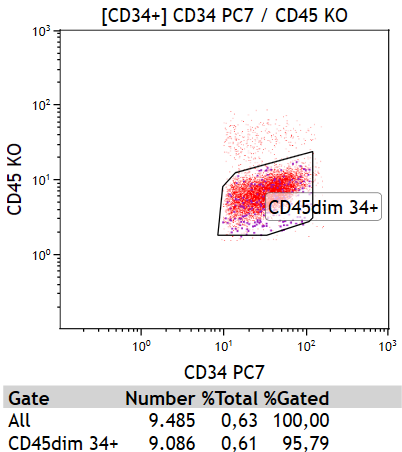 [CD34+] CD34 PC7 / CD45 KO
10³
10²
10¹
10⁰
CD45 KO
CD45dim 34+
10⁰ 10¹ 10² 10³
CD34 PC7
Gate Number %Total %Gated
All 9.485 0,63 100,00
CD45dim 34+ 9.086 0,61 95,79